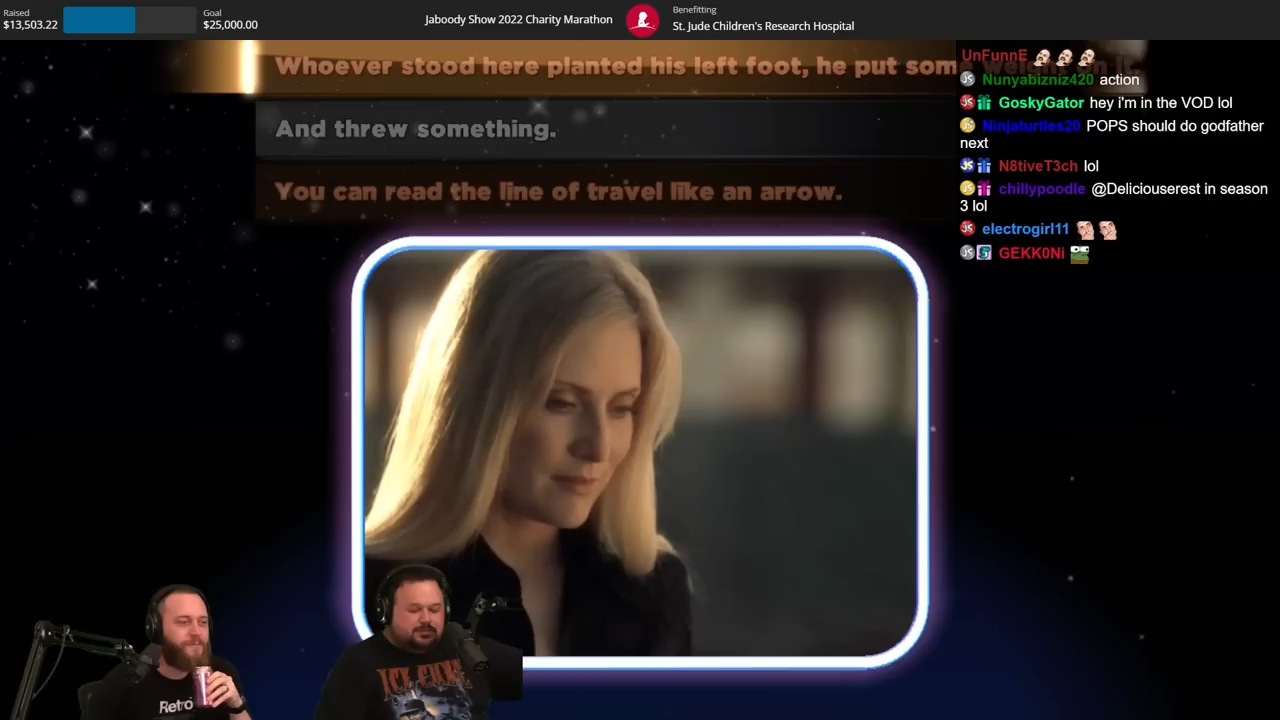 Raised
$13,503.22
Goal
$25,000.00
Jaboody Show 2022 Charity Marathon
Benefitting
St. Jude Children's Research Hospital
Whoever stood here planted his left foot, he put some weight on it.
And threw something.
You can read the line of travel like an arrow.
UnFunnE
Nunyabizniz420 action
GoskyGator hey i'm in the VOD lol
Ninjaturtles20 POPS should do godfather
next
N8tiveT3ch lol
chillypoodle @Deliciouserest in season
3 lol
electrogirl11
GEKK0Ni
Retro
ICE CUBE